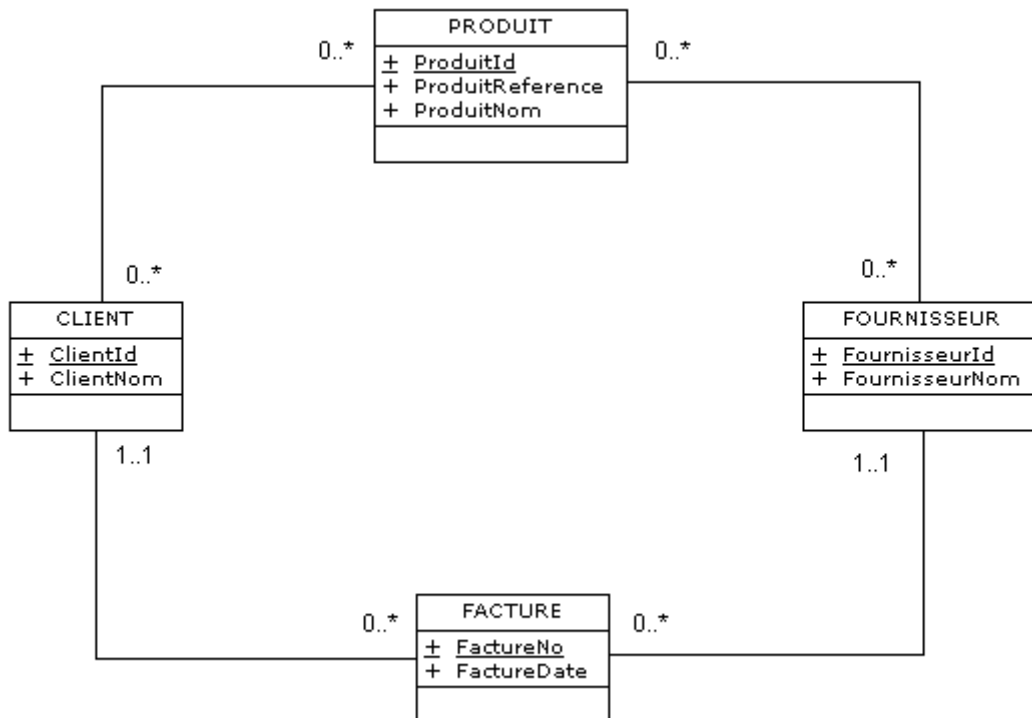 PRODUIT
0..*
0..*
+ ProduitId
+ ProduitReference
+ ProduitNom
0..*
0..*
CLIENT
+ ClientId
+ ClientNom
FOURNISSEUR
+ FournisseurId
+ FournisseurNom
1..1
1..1
0..*
0..*
FACTURE
+ FactureNo
+ FactureDate